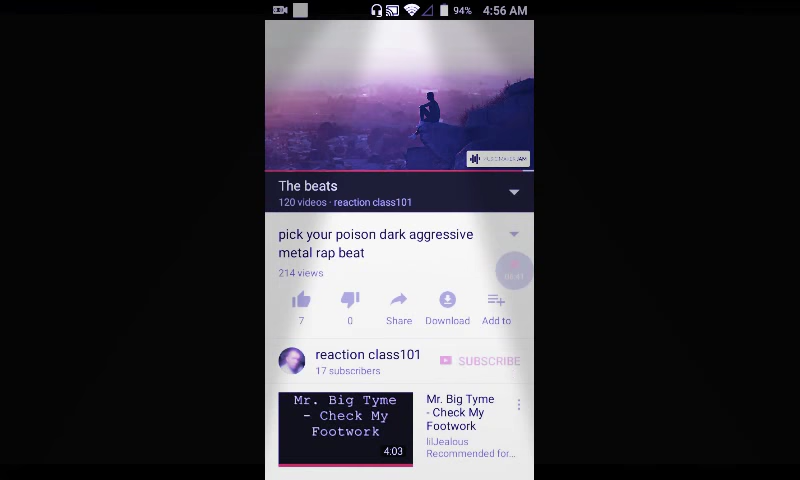 94% 4:56 AM
The beats
120 videos · reaction class101
pick your poison dark aggressive
metal rap beat
214 views
7
0
Share
Download
Add to
reaction class101
SUBSCRIBE
17 subscribers
Mr. Big Tyme
- Check My
Footwork
4:03
Mr. Big Tyme
- Check My
Footwork
lilJealous
Recommended for...